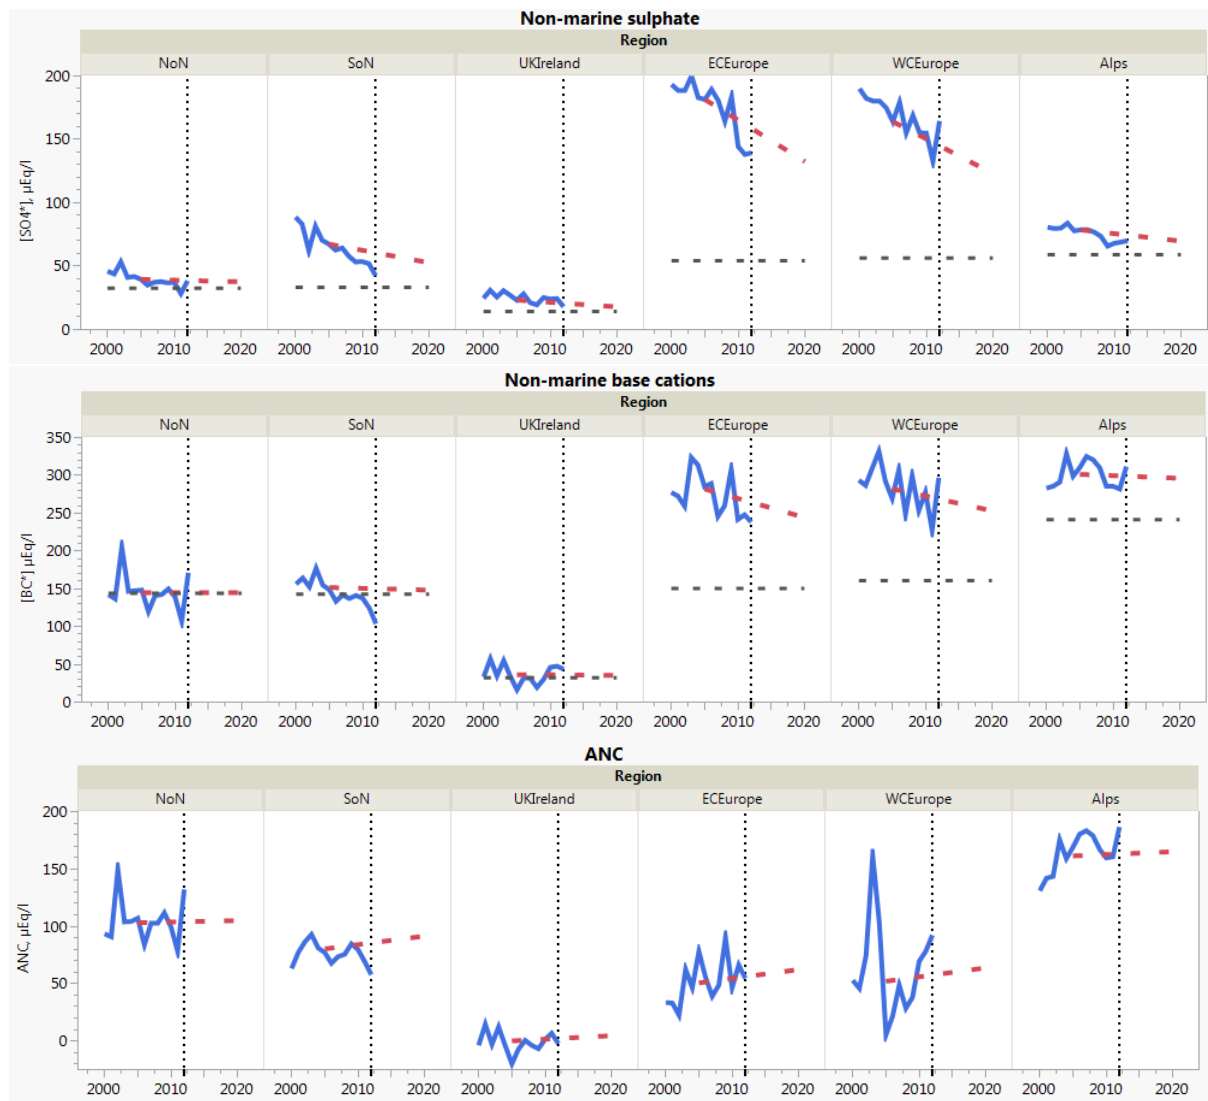 Non-marine sulphate
Region
NoN SoN UKIreland ECEurope WCEurope Alps
[SO4*], µEq/l
200
150
100
50
0
2000 2010 2020 2000 2010 2020 2000 2010 2020 2000 2010 2020 2000 2010 2020 2000 2010 2020
Non-marine base cations
Region
NoN SoN UKIreland ECEurope WCEurope Alps
[BC*] µEq/l
350
300
250
200
150
100
50
0
2000 2010 2020 2000 2010 2020 2000 2010 2020 2000 2010 2020 2000 2010 2020 2000 2010 2020
ANC
Region
NoN SoN UKIreland ECEurope WCEurope Alps
ANC, µEq/l
200
150
100
50
0
2000 2010 2020 2000 2010 2020 2000 2010 2020 2000 2010 2020 2000 2010 2020 2000 2010 2020